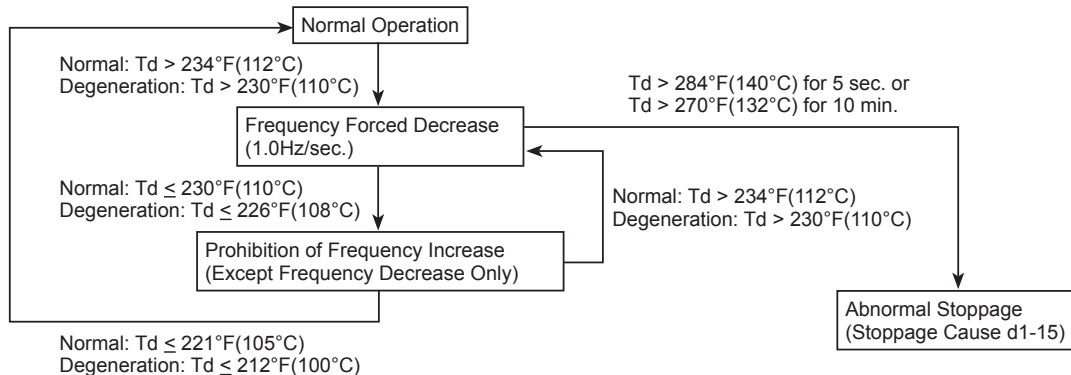 Normal Operation
Normal: Td > 234°F(112°C)
Degeneration: Td > 230°F(110°C)
Td > 284°F(140°C) for 5 sec. or
Td > 270°F(132°C) for 10 min.
Frequency Forced Decrease
(1.0Hz/sec.)
Normal: Td ≤ 230°F(110°C)
Degeneration: Td ≤ 226°F(108°C)
Normal: Td > 234°F(112°C)
Degeneration: Td > 230°F(110°C)
Prohibition of Frequency Increase
(Except Frequency Decrease Only)
Abnormal Stoppage
(Stoppage Cause d1-15)
Normal: Td ≤ 221°F(105°C)
Degeneration: Td ≤ 212°F(100°C)